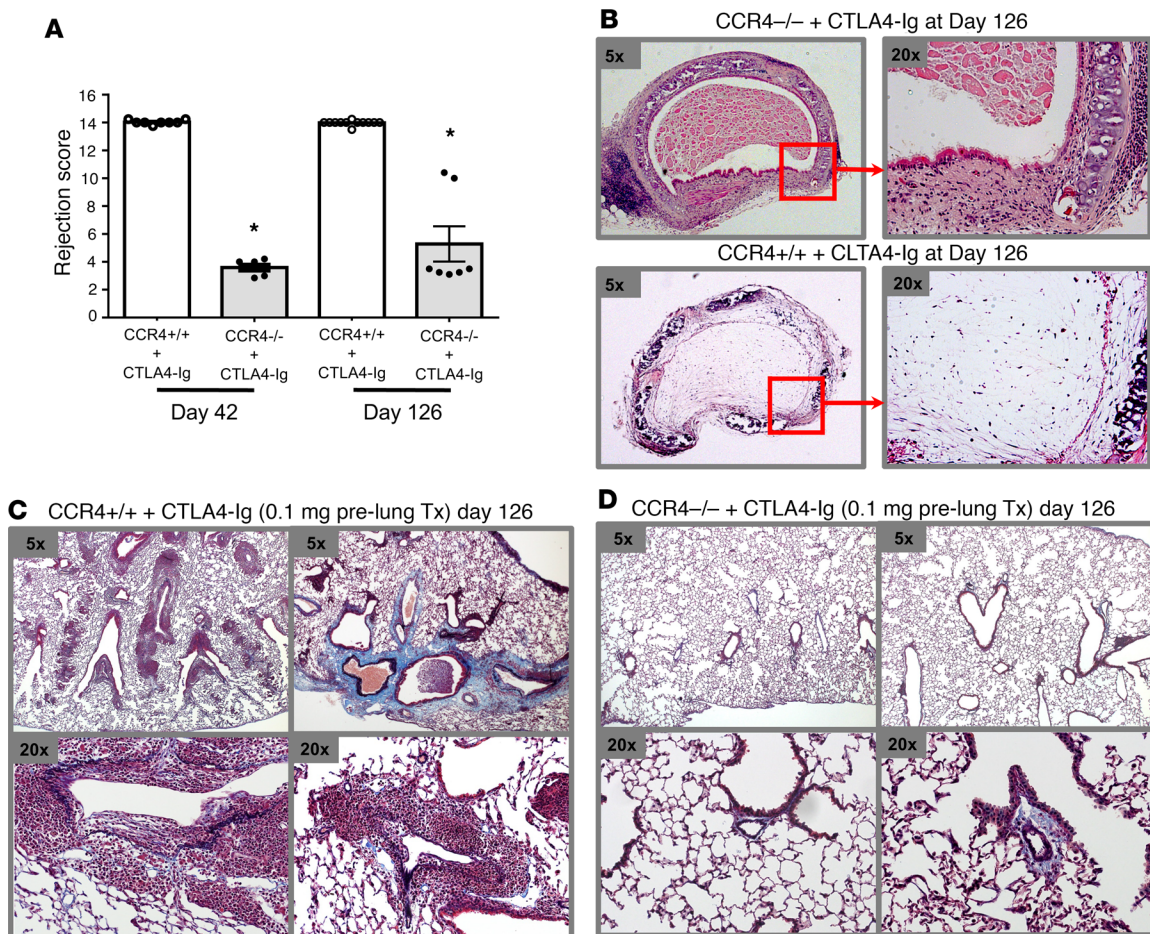 A
Rejection score
16
14
12
10
8
6
4
2
0
*
*
CCR4+/+
+
CTLA4-Ig
CCR4-/-
+
CTLA4-Ig
CCR4+/+
+
CTLA4-Ig
CCR4-/-
+
CTLA4-Ig
Day 42
Day 126
B
CCR4–/– + CTLA4-Ig at Day 126
5x
20x
CCR4+/+ + CLTA4-Ig at Day 126
5x
20x
C
CCR4+/+ + CTLA4-Ig (0.1 mg pre-lung Tx) day 126
5x
5x
20x
20x
D
CCR4–/– + CTLA4-Ig (0.1 mg pre-lung Tx) day 126
5x
5x
20x
20x